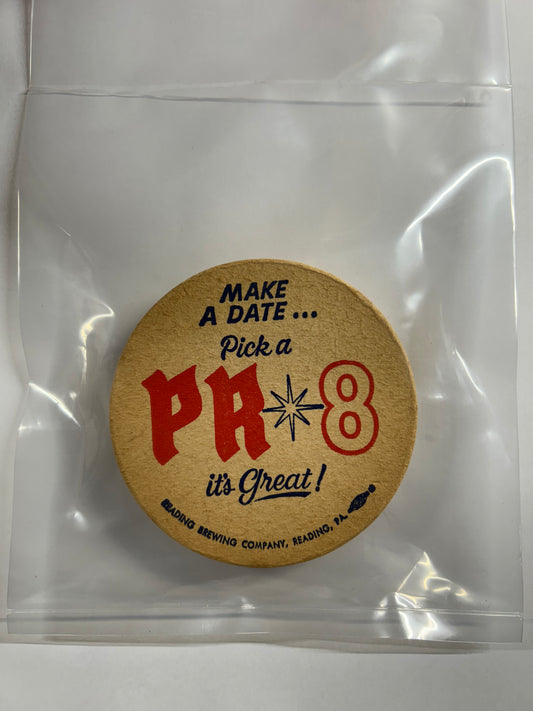 MAKE
A DATE...
Pick a
PR 8
it's Great!
READING BREWING COMPANY, READING, PA.